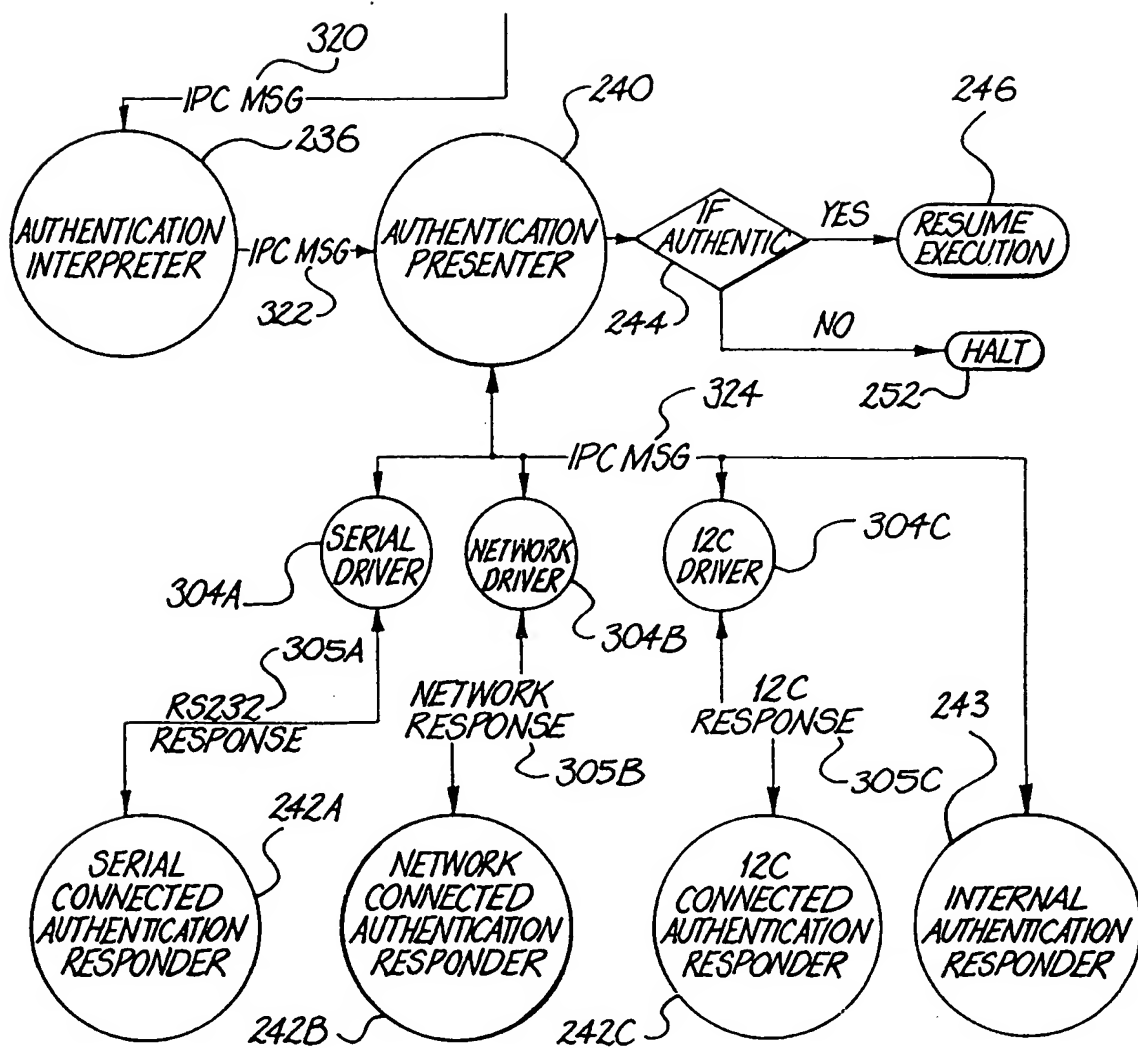 320
IPC MSG
236
240
246
AUTHENTICATION
INTERPRETER
IPC MSG
322
AUTHENTICATION
PRESENTER
IF
AUTHENTIC
244
YES
RESUME
EXECUTION
NO
HALT
252
324
IPC MSG
SERIAL
DRIVER
304A
NETWORK
DRIVER
304B
12C
DRIVER
304C
305A
RS232
RESPONSE
NETWORK
RESPONSE
305B
12C
RESPONSE
305C
243
242A
SERIAL
CONNECTED
AUTHENTICATION
RESPONDER
NETWORK
CONNECTED
AUTHENTICATION
RESPONDER
242B
12C
CONNECTED
AUTHENTICATION
RESPONDER
242C
INTERNAL
AUTHENTICATION
RESPONDER